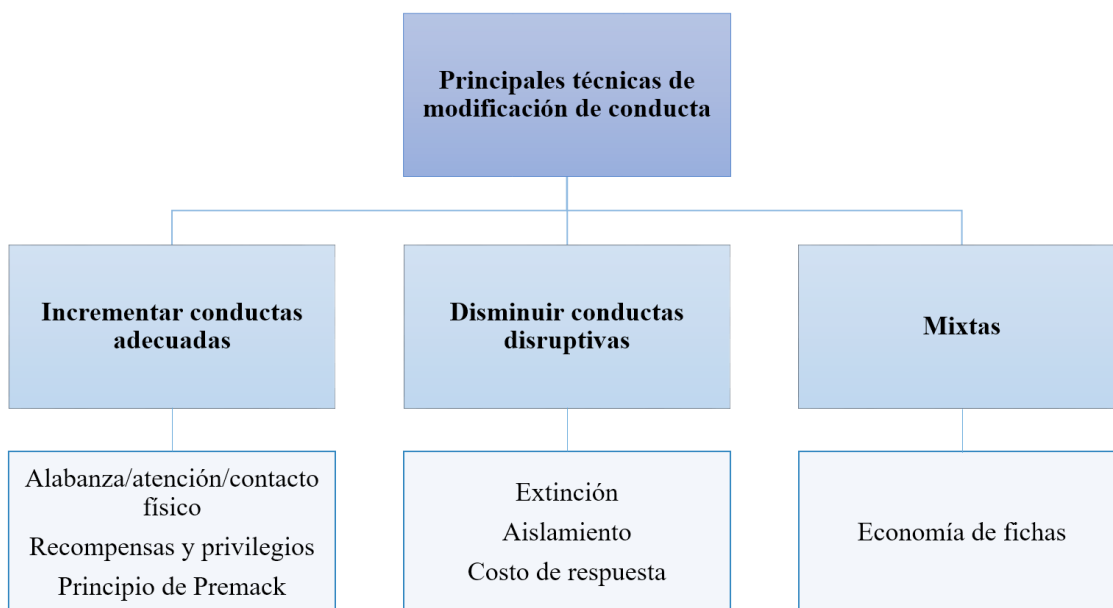 Principales técnicas de
modificación de conducta
Incrementar conductas
adecuadas
Disminuir conductas
disruptivas
Mixtas
Alabanza/atención/contacto
físico
Recompensas y privilegios
Principio de Premack
Extinción
Aislamiento
Costo de respuesta
Economía de fichas